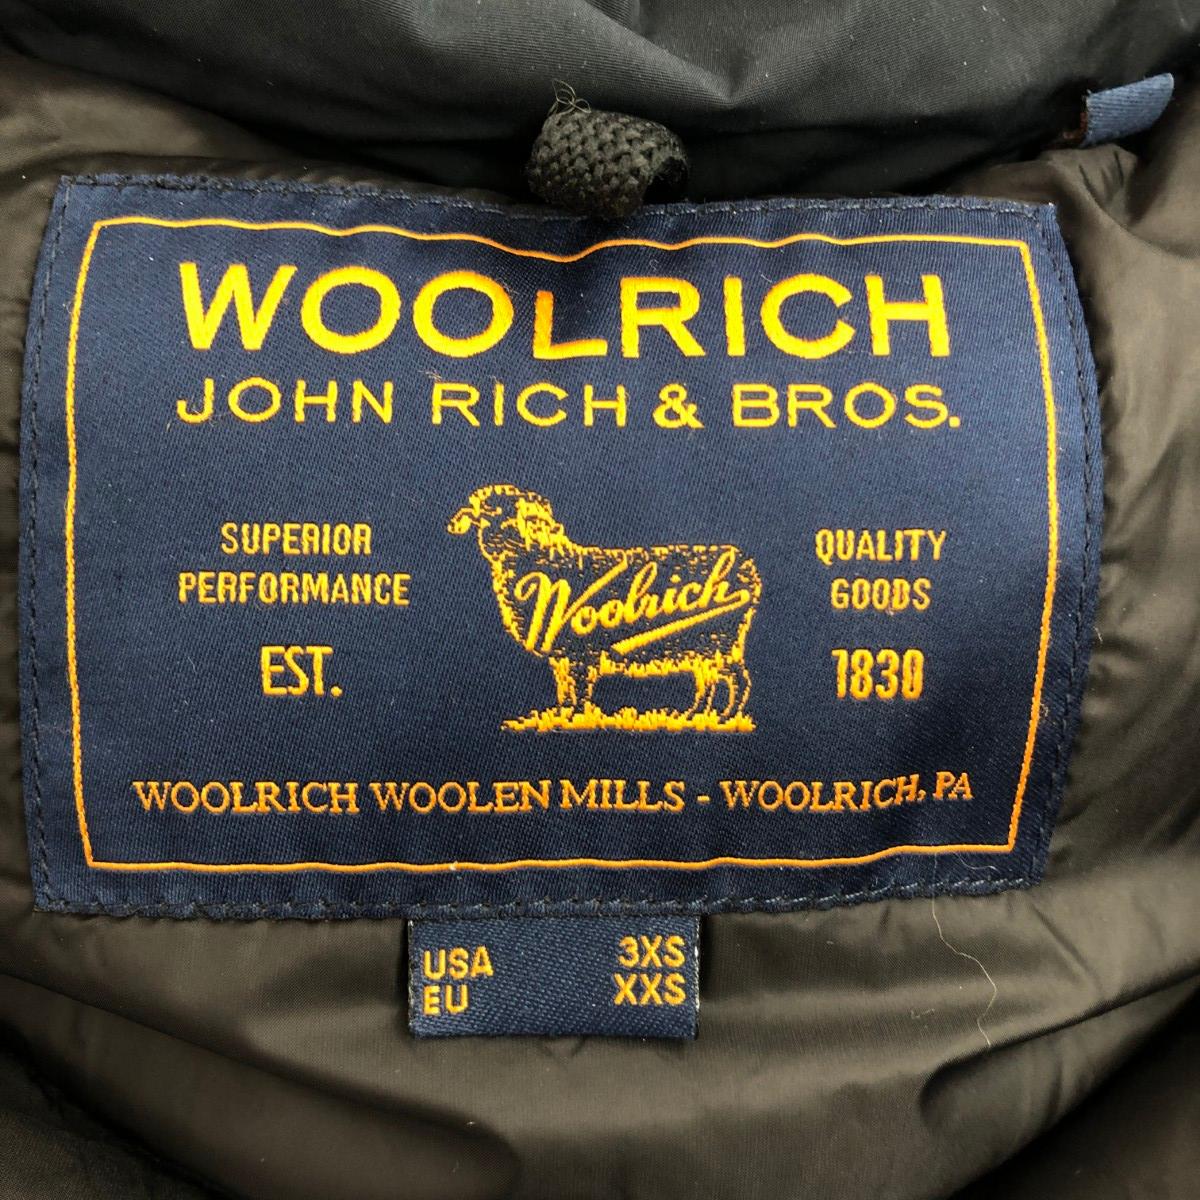 WOOLRICH
JOHN RICH & BROS.
SUPERIOR
PERFORMANCE
EST.
Woolrich
QUALITY
GOODS
1830
WOOLRICH WOOLEN MILLS - WOOLRICH, PA
USA 3XS
EU XXS